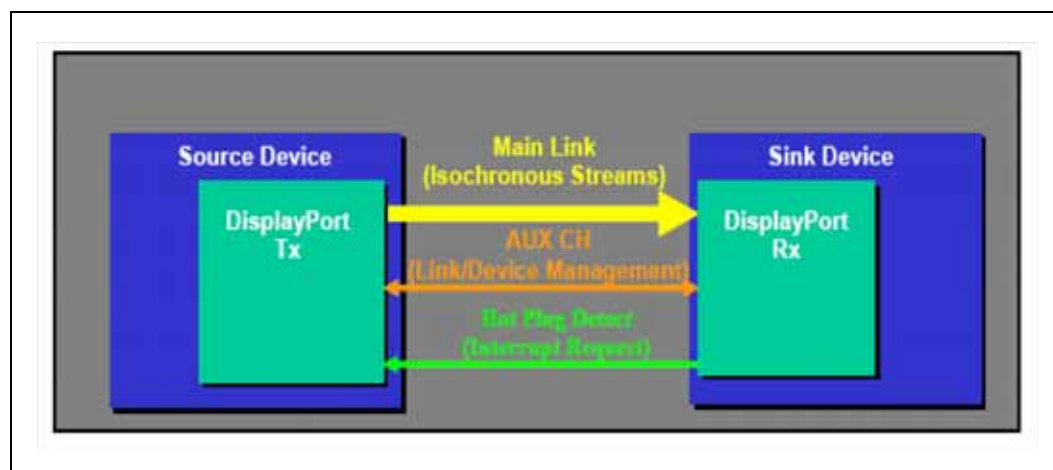 Source Device
DisplayPort
Tx
Main Link
(Isochronous Streams)
AUX CH
(Link/Device Management)
Hot Plug Detect
(Interrupt Request)
Sink Device
DisplayPort
Rx